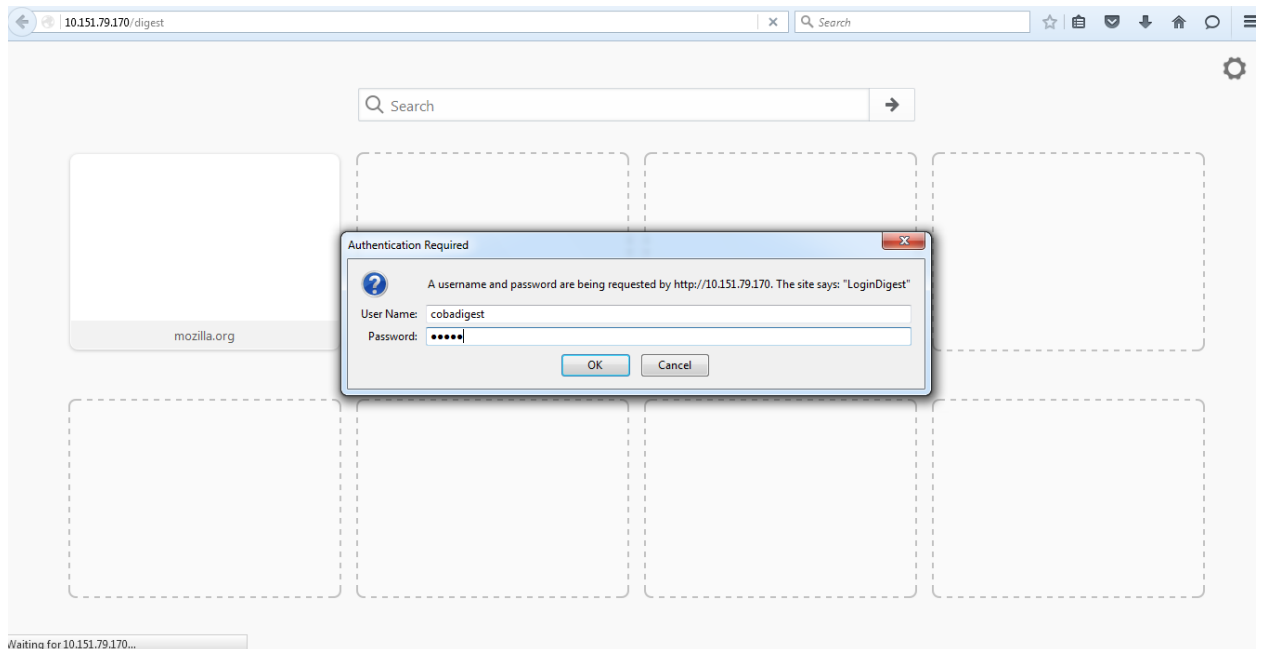 10.151.79.170/digest
Search
Search
mozilla.org
Authentication Required
A username and password are being requested by http://10.151.79.170. The site says: "LoginDigest"
User Name: cobadigest
Password: •••••
OK Cancel
Waiting for 10.151.79.170...